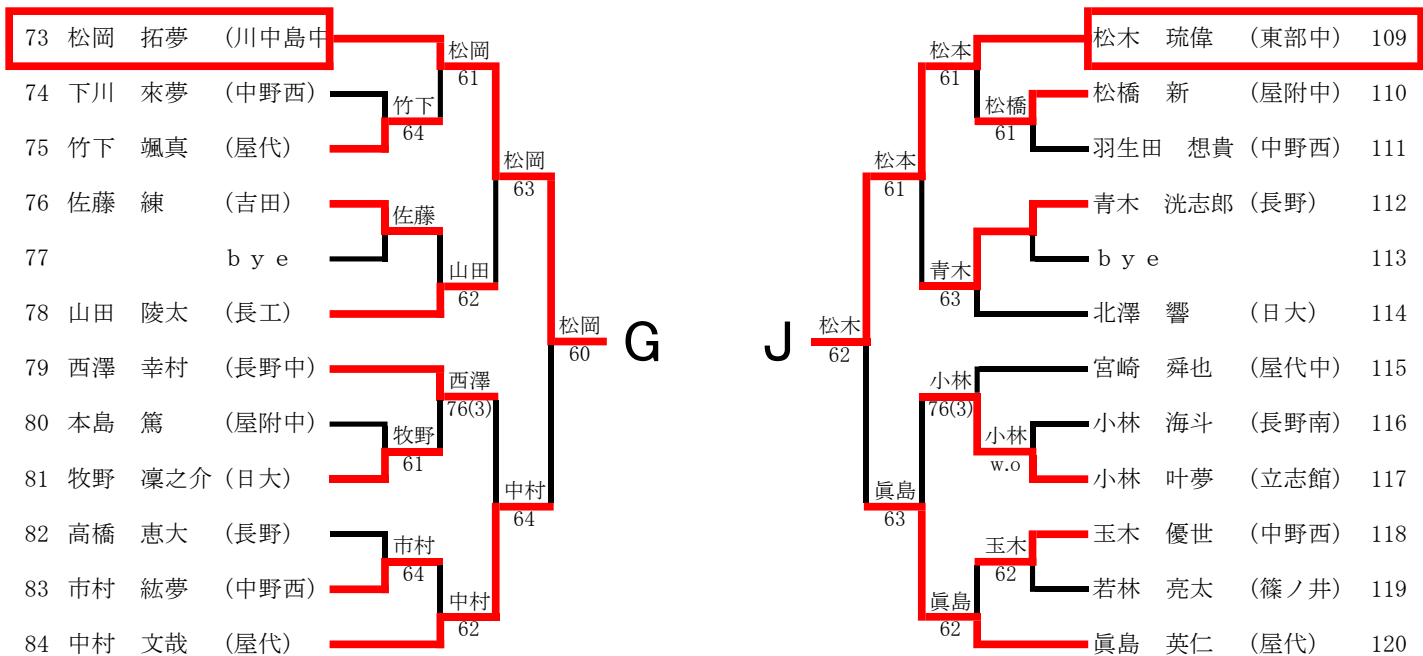 73 松岡 拓夢 (川中島中 松岡 松本 松木 琉偉 (東部中) 109
61 61
74 下川 來夢 (中野西) 竹下 松橋 松橋 新 (屋附中) 110
64 61
75 竹下 颯真 (屋代) 松岡 松本 羽生田 想貴 (中野西) 111
63 61
76 佐藤 練 (吉田) 佐藤 青木 洸志郎 (長野) 112
77 bye 山田 青木 bye 113
62 63
78 山田 陵太 (長工) 松岡 G J 松木 北澤 響 (日大) 114
60 62
79 西澤 幸村 (長野中) 西澤 小林 宮崎 舜也 (屋代中) 115
76(3) 76(3)
80 本島 篤 (屋附中) 牧野 小林 小林 海斗 (長野南) 116
61 w.o
81 牧野 凜之介 (日大) 中村 眞島 小林 叶夢 (立志館) 117
64 63
82 高橋 恵大 (長野) 市村 玉木 玉木 優世 (中野西) 118
64 62
83 市村 紘夢 (中野西) 中村 眞島 若林 亮太 (篠ノ井) 119
62 62
84 中村 文哉 (屋代) 眞島 英仁 (屋代) 120